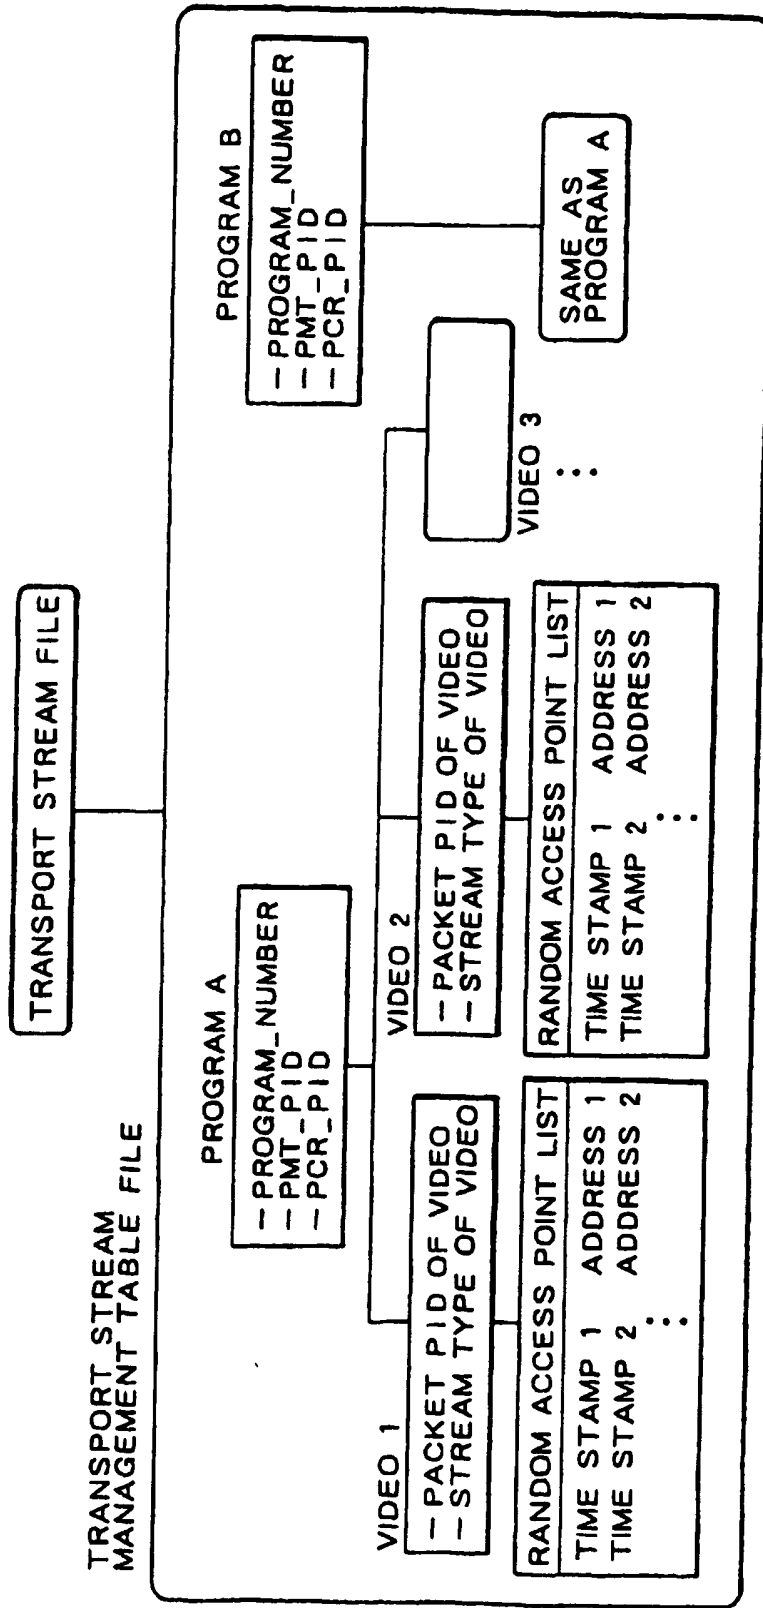 TRANSPORT STREAM FILE
TRANSPORT STREAM
MANAGEMENT TABLE FILE
PROGRAM A
—PROGRAM_NUMBER
—PMT_PID
—PCR_PID
PROGRAM B
—PROGRAM_NUMBER
—PMT_PID
—PCR_PID
VIDEO 1
—PACKET PID OF VIDEO
—STREAM TYPE OF VIDEO
RANDOM ACCESS POINT LIST
TIME STAMP 1 ADDRESS 1
TIME STAMP 2 ADDRESS 2
⋮
VIDEO 2
—PACKET PID OF VIDEO
—STREAM TYPE OF VIDEO
RANDOM ACCESS POINT LIST
TIME STAMP 1 ADDRESS 1
TIME STAMP 2 ADDRESS 2
⋮
VIDEO 3
⋮
SAME AS
PROGRAM A